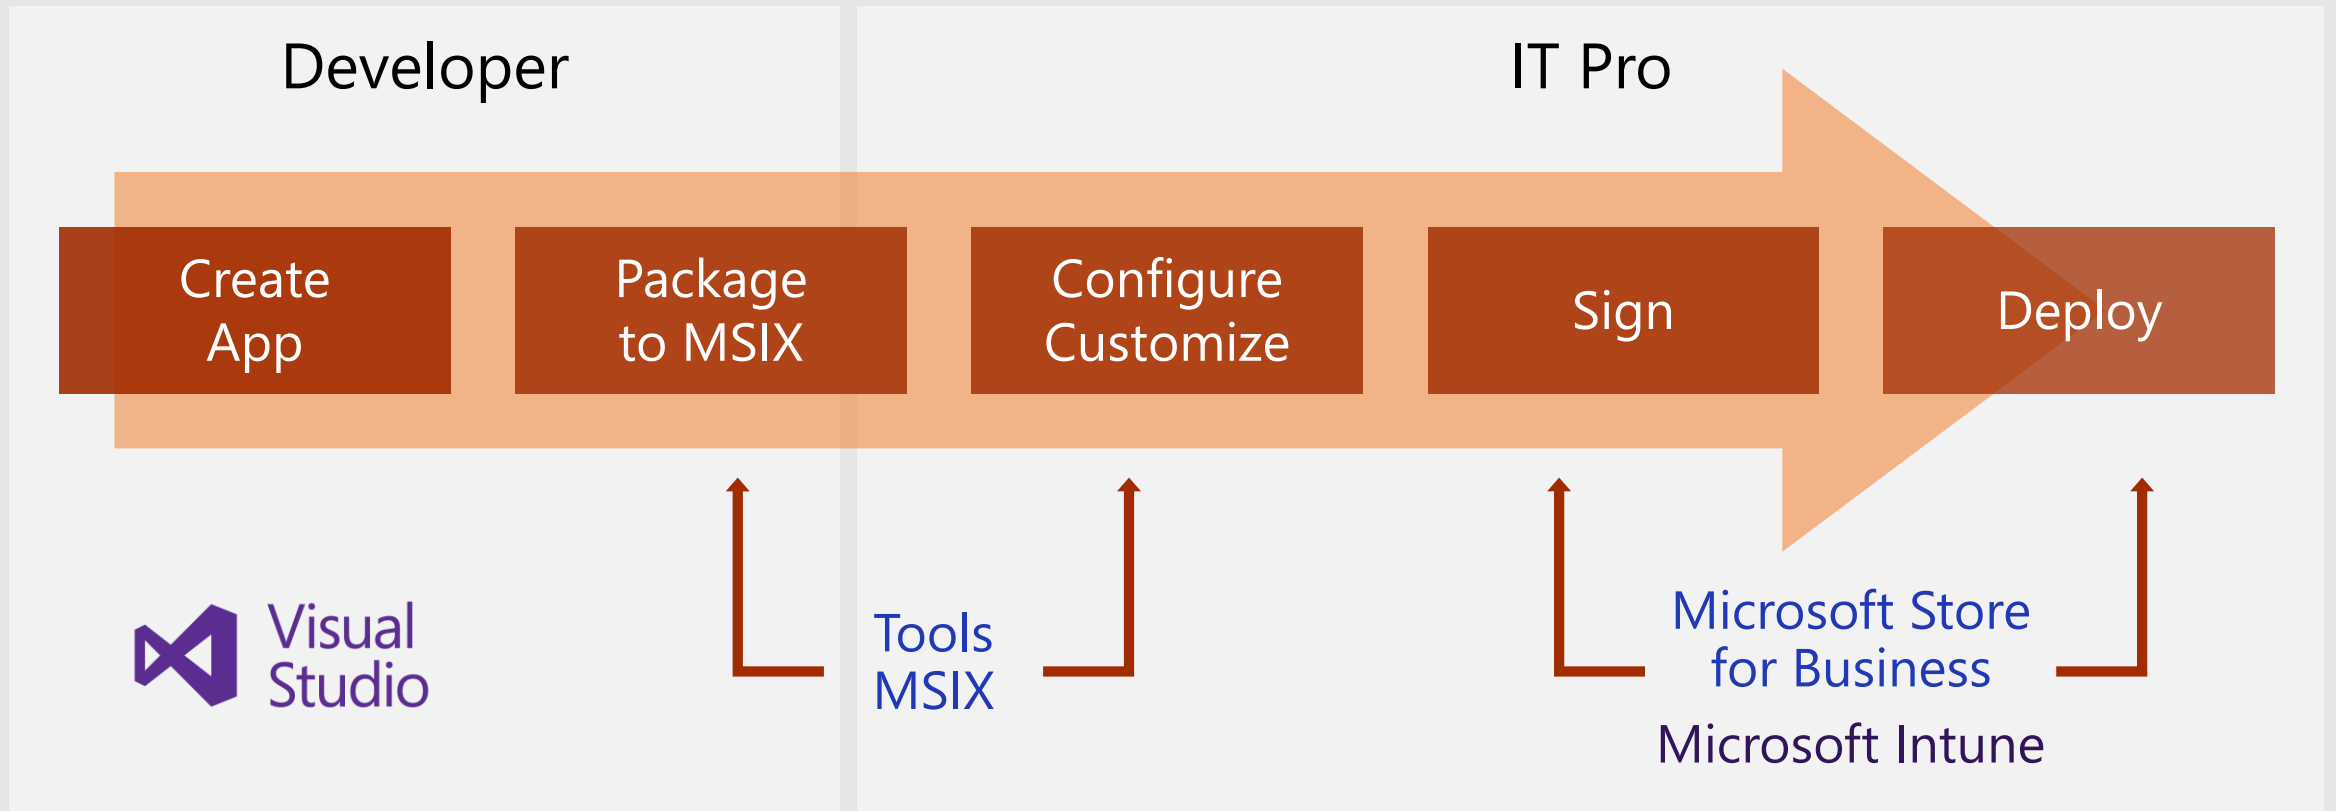 Developer
IT Pro
Create
App
Package
to MSIX
Configure
Customize
Sign
Deploy
Visual
Studio
Tools
MSIX
Microsoft Store
for Business
Microsoft Intune